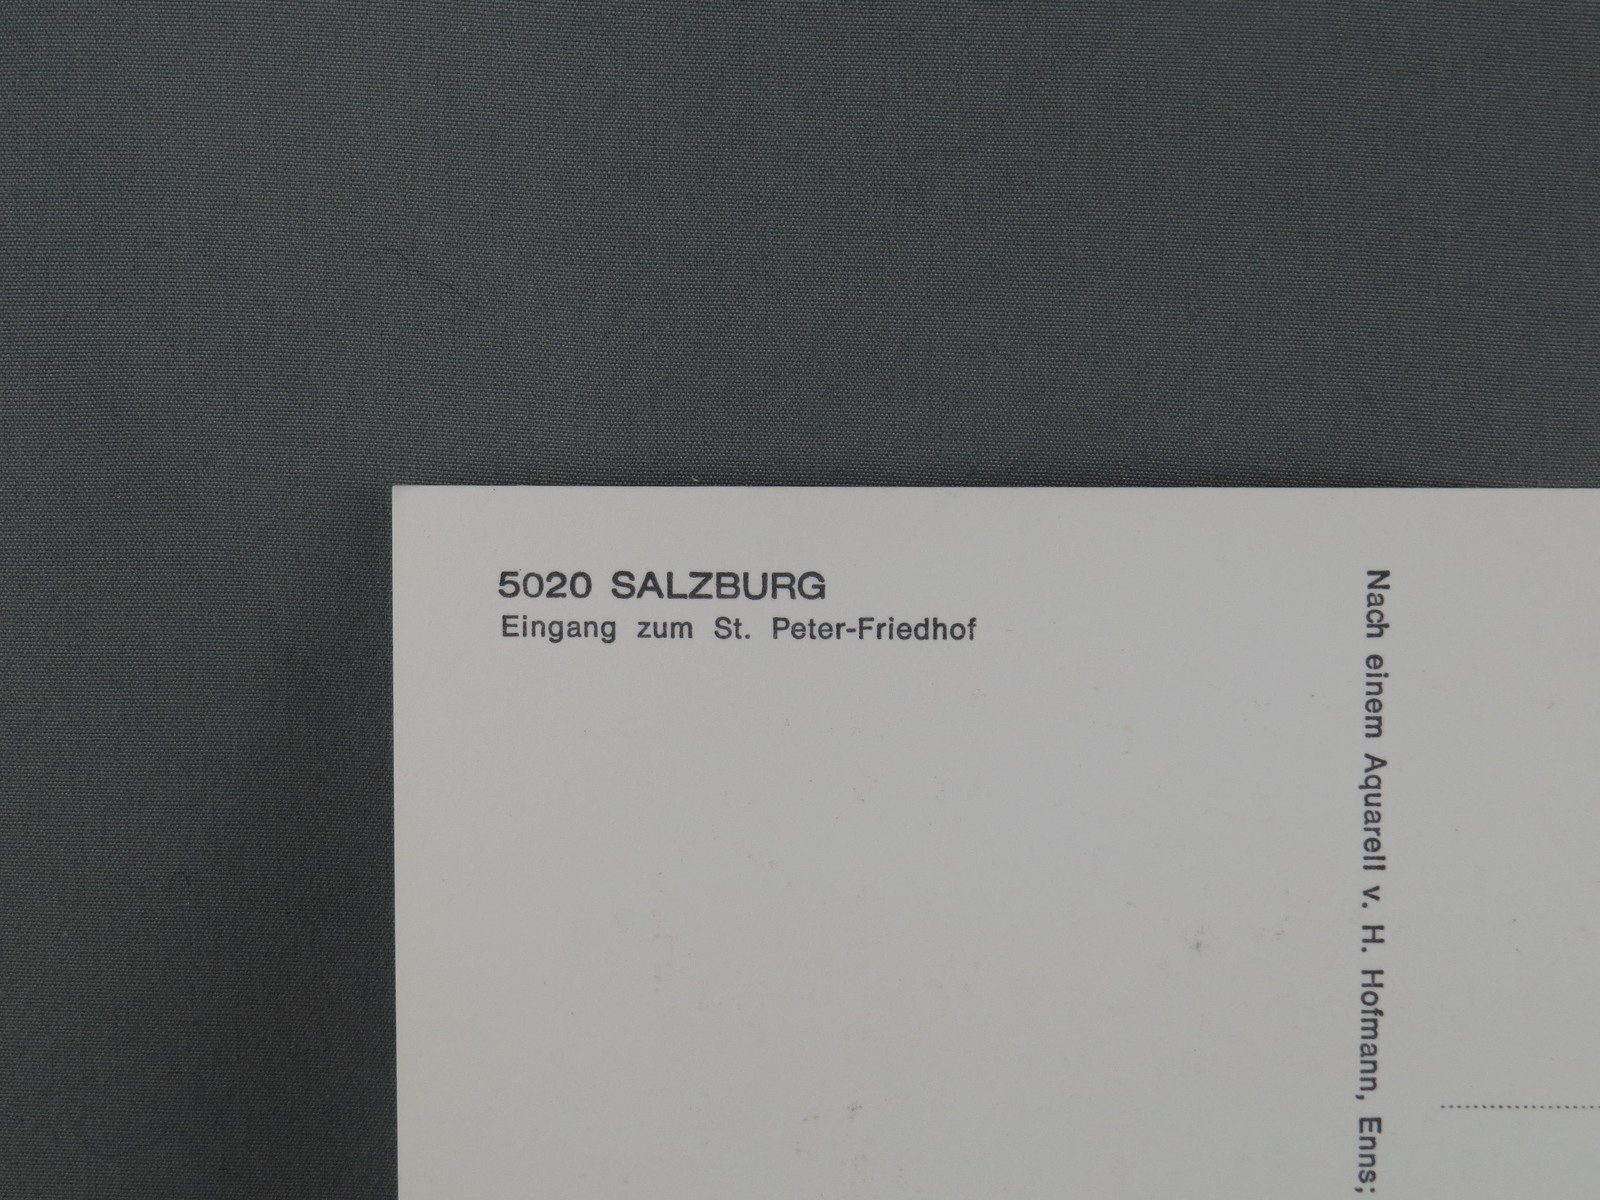 5020 SALZBURG
Eingang zum St. Peter-Friedhof
Nach einem Aquarell v. H. Hofmann, Enns;